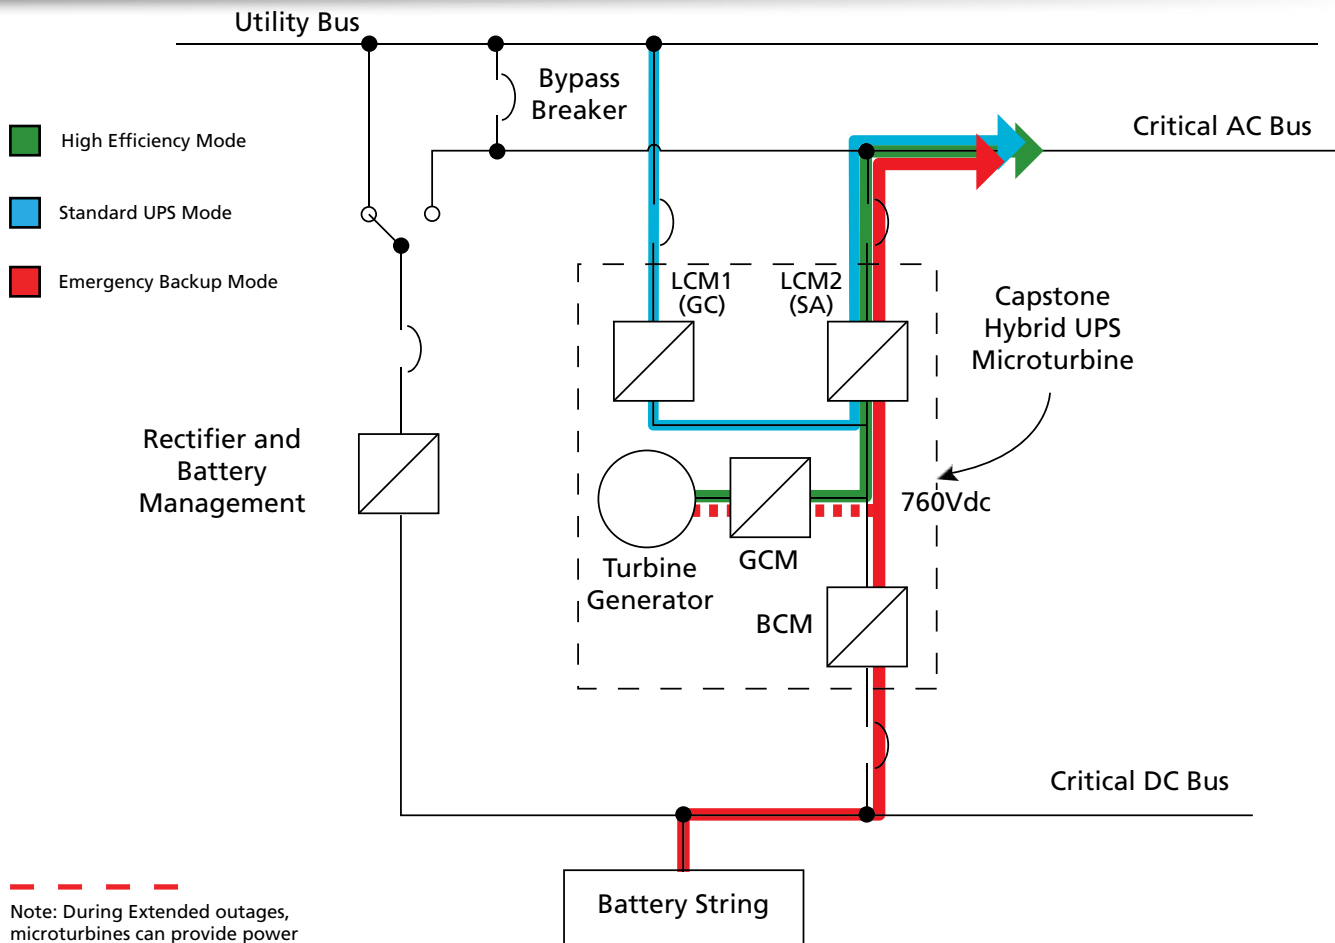 Utility Bus
Bypass
Breaker
Critical AC Bus
High Efficiency Mode
Standard UPS Mode
Emergency Backup Mode
LCM1
(GC)
LCM2
(SA)
Capstone
Hybrid UPS
Microturbine
Rectifier and
Battery
Management
760Vdc
GCM
Turbine
Generator
BCM
Critical DC Bus
Battery String
Note: During Extended outages,
microturbines can provide power